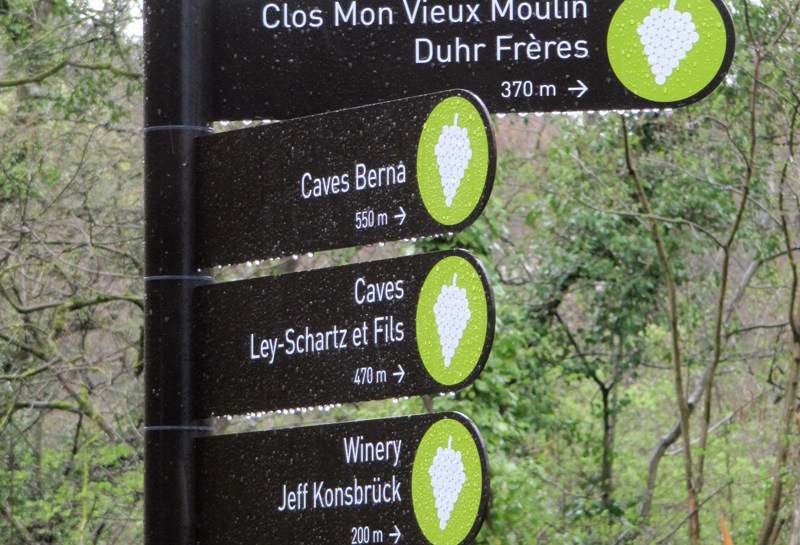 Clos Mon Vieux Moulin
Duhr Frères
370 m →
Caves Berna
550 m →
Caves
Ley-Schartz et Fils
470 m →
Winery
Jeff Konsbrück
200 m →